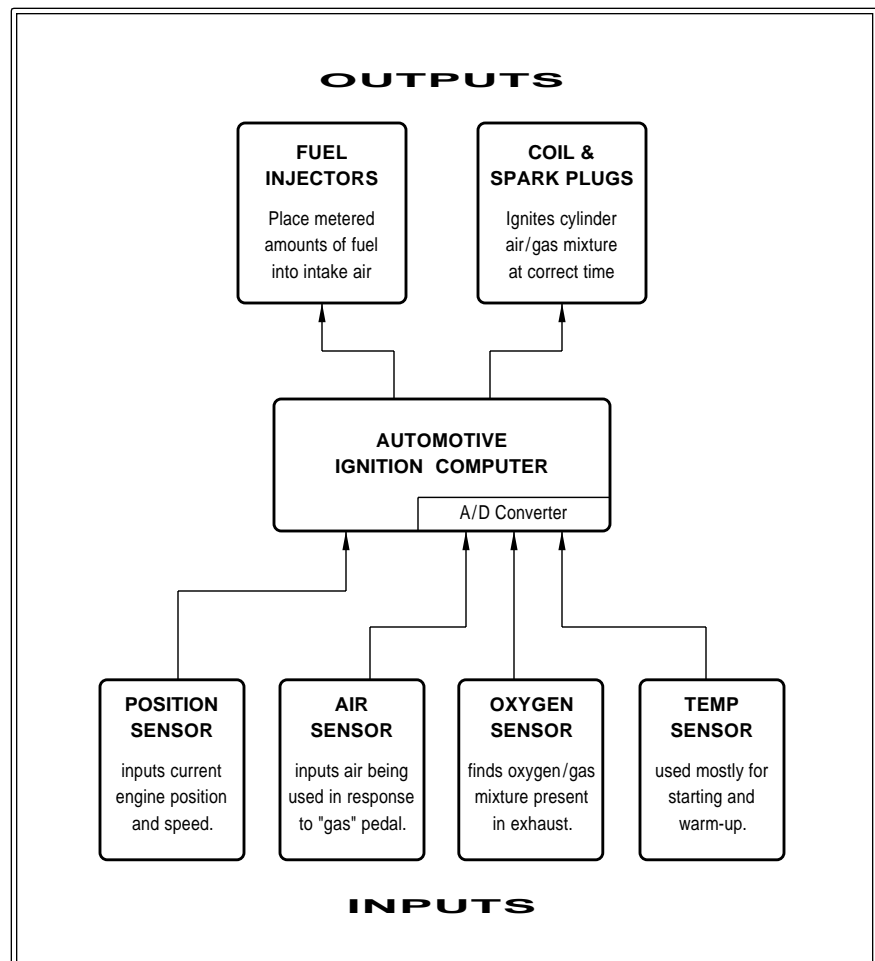 OUTPUTS
FUEL
INJECTORS
Place metered
amounts of fuel
into intake air
COIL &
SPARK PLUGS
Ignites cylinder
air/gas mixture
at correct time
AUTOMOTIVE
IGNITION COMPUTER
A/D Converter
POSITION
SENSOR
inputs current
engine position
and speed.
AIR
SENSOR
inputs air being
used in response
to "gas" pedal.
OXYGEN
SENSOR
finds oxygen/gas
mixture present
in exhaust.
TEMP
SENSOR
used mostly for
starting and
warm-up.
INPUTS